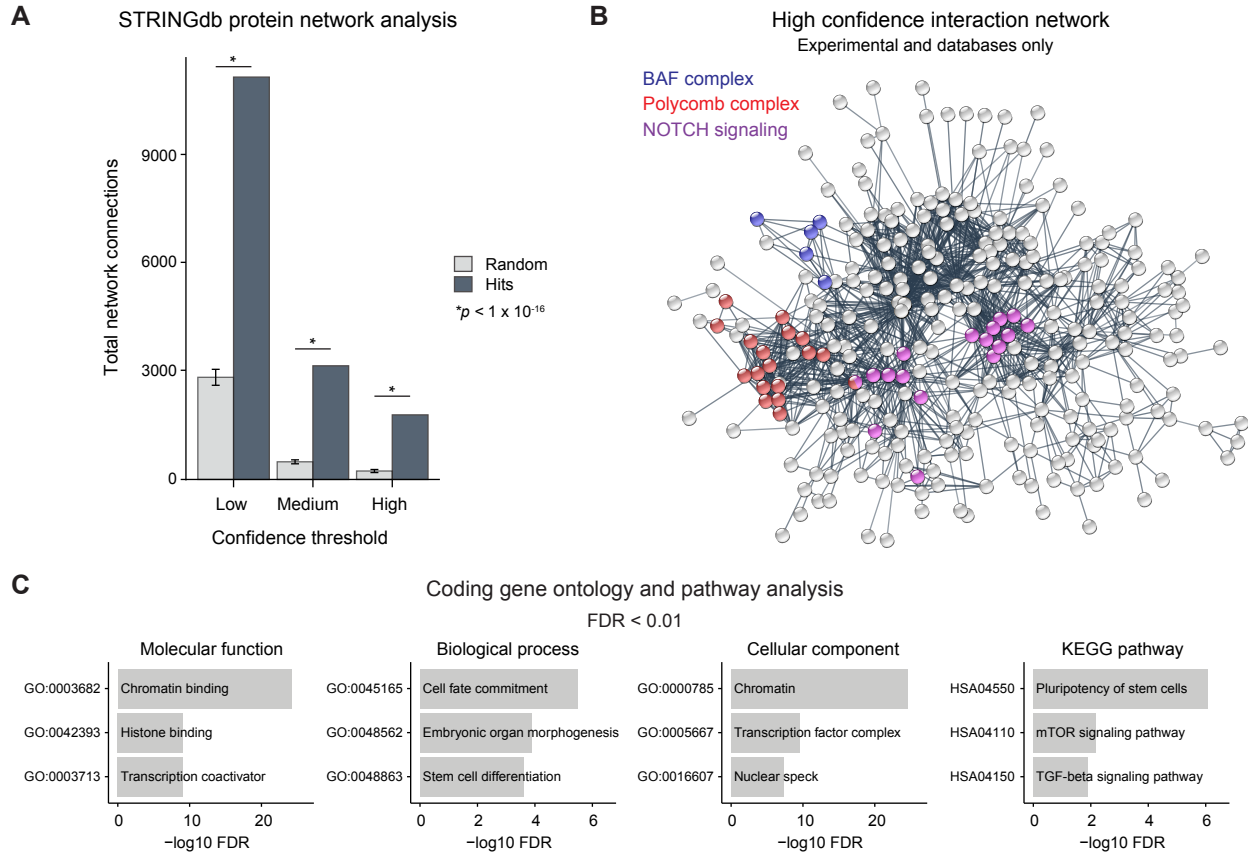 A
STRINGdb protein network analysis
Total network connections
9000
6000
3000
0
*
*
*
Low
Medium
High
Confidence threshold
Random
Hits
*p < 1 x 10-16
B
High confidence interaction network
Experimental and databases only
BAF complex
Polycomb complex
NOTCH signaling
C
Coding gene ontology and pathway analysis
FDR < 0.01
Molecular function
GO:0003682
Chromatin binding
GO:0042393
Histone binding
GO:0003713
Transcription coactivator
0 10 20
−log10 FDR
Biological process
GO:0045165
Cell fate commitment
GO:0048562
Embryonic organ morphogenesis
GO:0048863
Stem cell differentiation
0 2 4 6
−log10 FDR
Cellular component
GO:0000785
Chromatin
GO:0005667
Transcription factor complex
GO:0016607
Nuclear speck
0 10 20
−log10 FDR
KEGG pathway
HSA04550
Pluripotency of stem cells
HSA04110
mTOR signaling pathway
HSA04150
TGF-beta signaling pathway
0 2 4 6
−log10 FDR